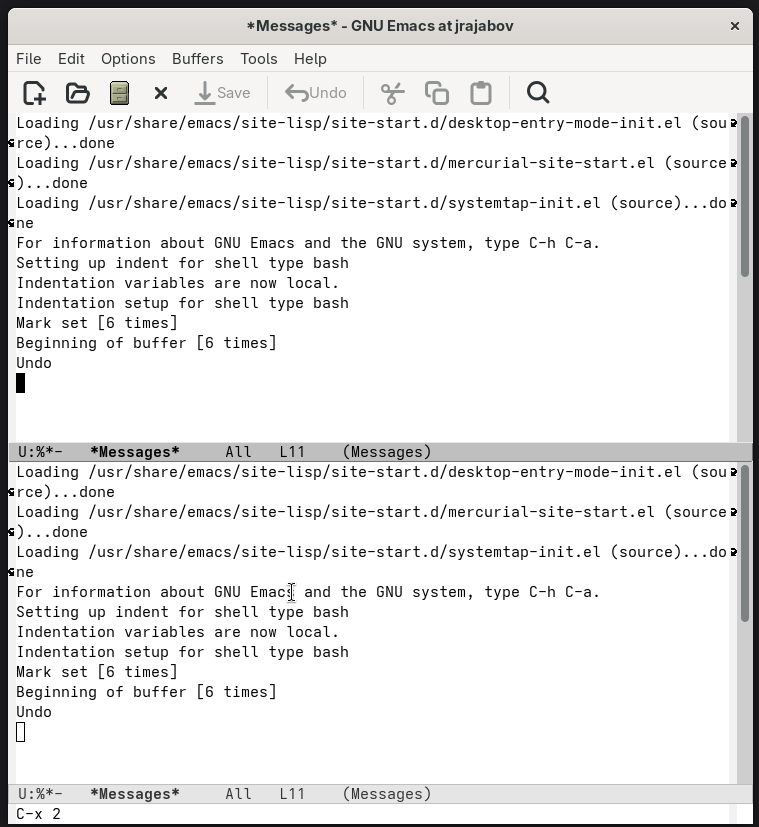 *Messages* - GNU Emacs at jrajabov
File Edit Options Buffers Tools Help
Save Undo
Loading /usr/share/emacs/site-lisp/site-start.d/desktop-entry-mode-init.el (sou
rce)...done
Loading /usr/share/emacs/site-lisp/site-start.d/mercurial-site-start.el (source
)...done
Loading /usr/share/emacs/site-lisp/site-start.d/systemtap-init.el (source)...do
ne
For information about GNU Emacs and the GNU system, type C-h C-a.
Setting up indent for shell type bash
Indentation variables are now local.
Indentation setup for shell type bash
Mark set [6 times]
Beginning of buffer [6 times]
Undo
U:%*- *Messages* All L11 (Messages)
Loading /usr/share/emacs/site-lisp/site-start.d/desktop-entry-mode-init.el (sou
rce)...done
Loading /usr/share/emacs/site-lisp/site-start.d/mercurial-site-start.el (source
)...done
Loading /usr/share/emacs/site-lisp/site-start.d/systemtap-init.el (source)...do
ne
For information about GNU Emacs and the GNU system, type C-h C-a.
Setting up indent for shell type bash
Indentation variables are now local.
Indentation setup for shell type bash
Mark set [6 times]
Beginning of buffer [6 times]
Undo
U:%*- *Messages* All L11 (Messages)
C-x 2